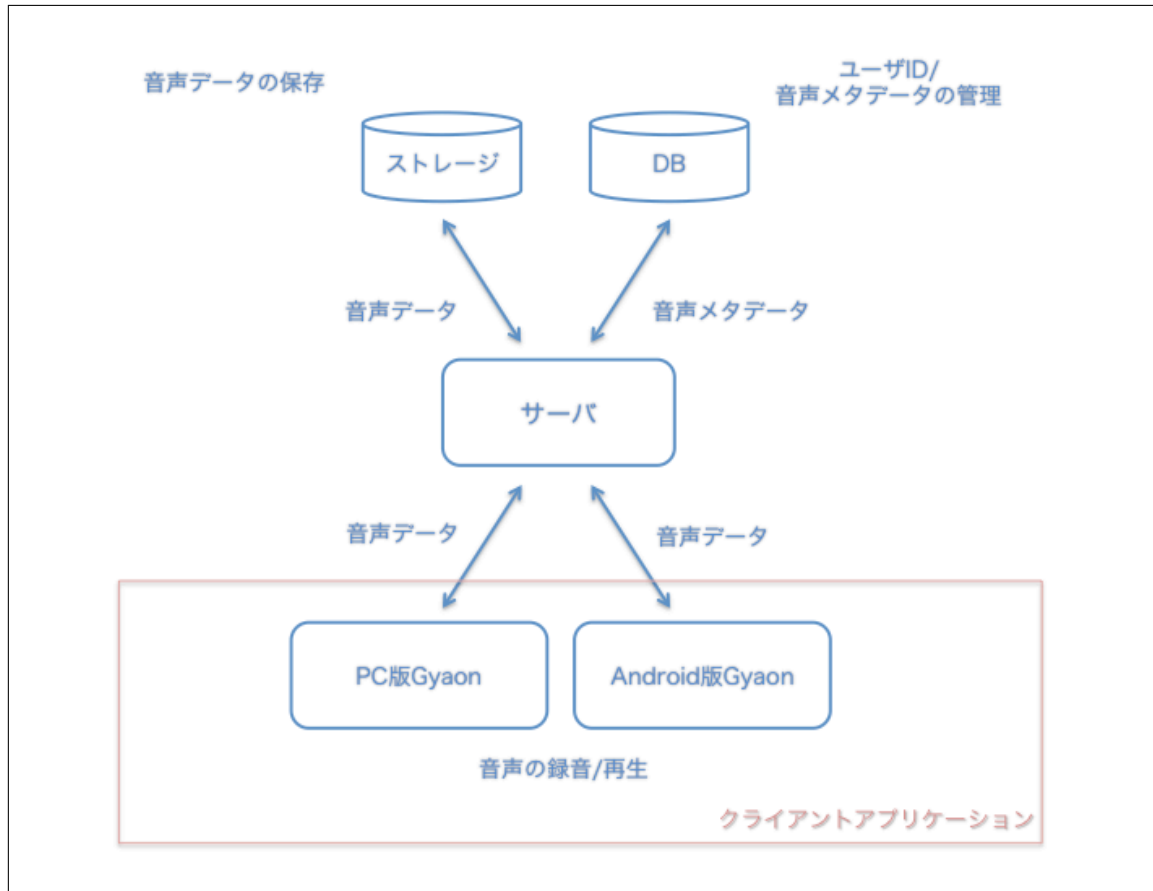 音声データの保存
ユーザID/
音声メタデータの管理
ストレージ
DB
音声データ
音声メタデータ
サーバ
音声データ
音声データ
PC版Gyaon
Android版Gyaon
音声の録音/再生
クライアントアプリケーション